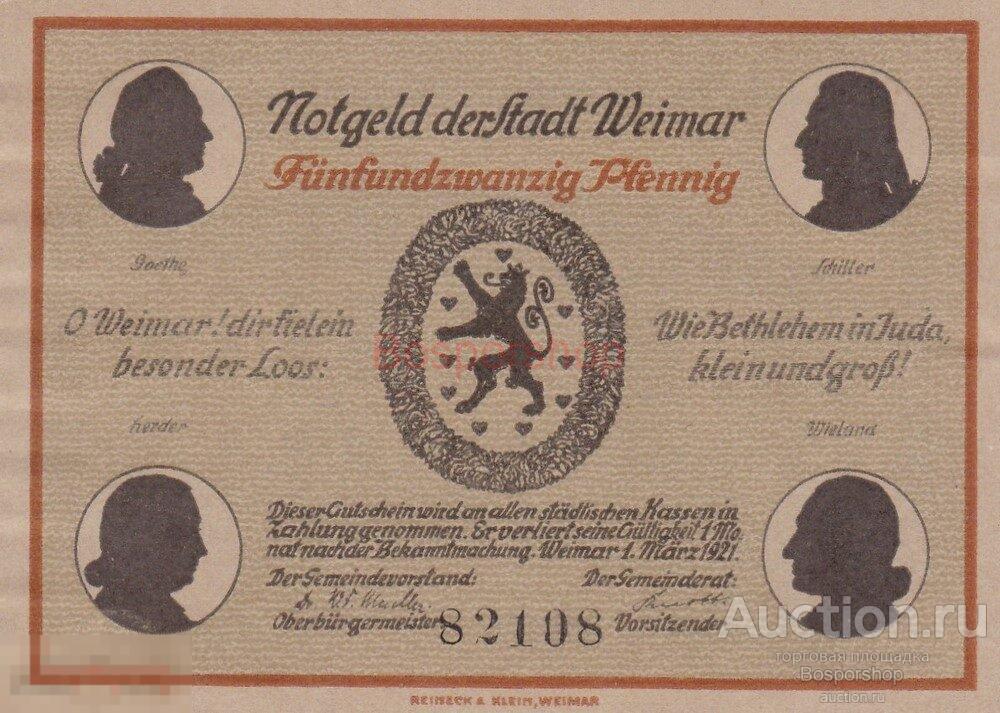 Notgeld der Stadt Weimar
Fünfundzwanzig Pfennig
Goethe
Schiller
O Weimar! dir fiel ein
besonder Loos:
Wie Bethlehem in Juda,
klein und groß!
Bosporshop
Herder
Wieland
Dieser Gutschein wird an allen städtischen Kassen in
Zahlung genommen. Er verliert seine Gültigkeit 1 Mo-
nat nach der Bekanntmachung. Weimar 1. März 1921.
Der Gemeindevorstand:
Der Gemeinderat:
Oberbürgermeister
82108
Vorsitzender
Auction.ru
торговая площадка
Bosporshop
auction.ru
REINECK & KLEIN, WEIMAR